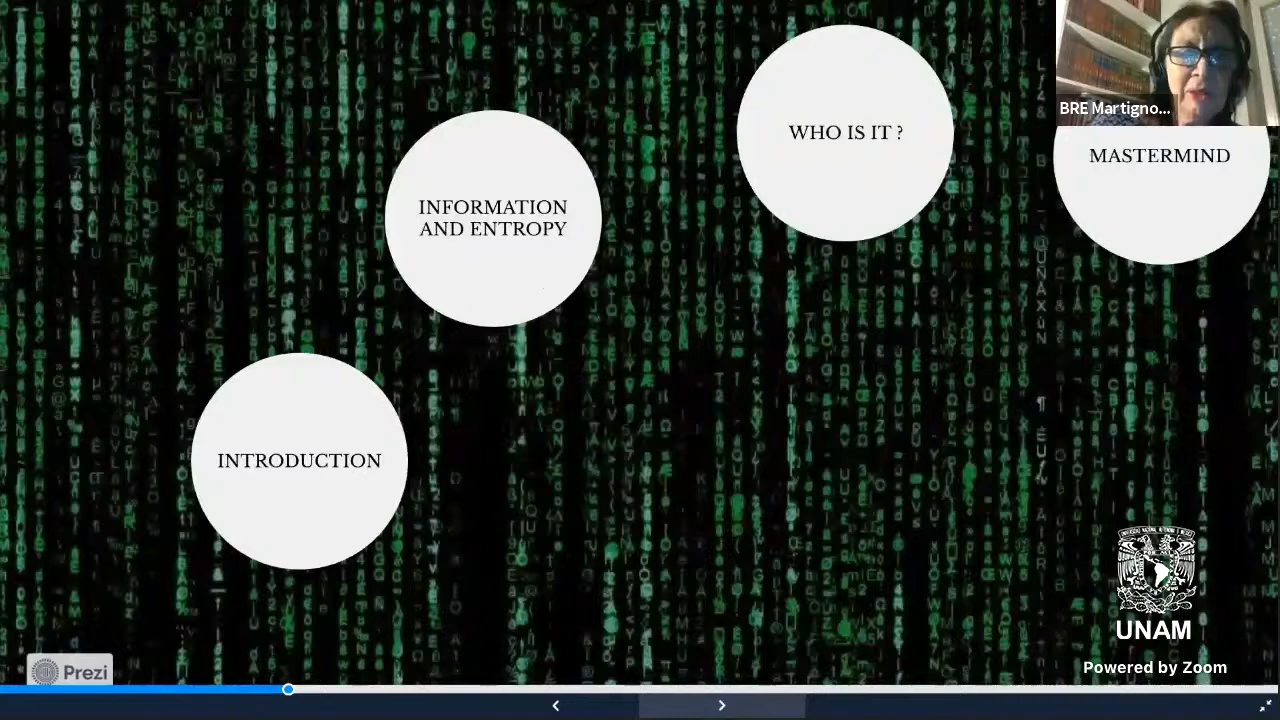 BRE Martigno...
WHO IS IT ?
MASTERMIND
INFORMATION
AND ENTROPY
INTRODUCTION
UNAM
Powered by Zoom
Prezi